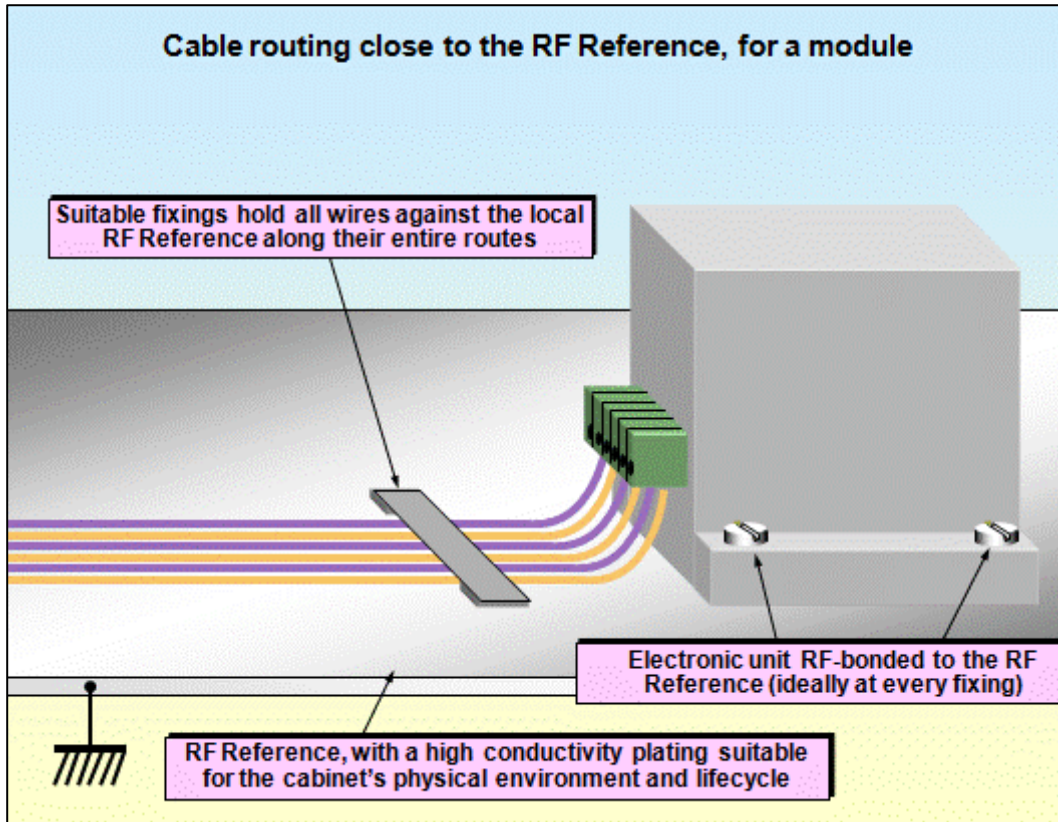 Cable routing close to the RF Reference, for a module
Suitable fixings hold all wires against the local
RF Reference along their entire routes
Electronic unit RF-bonded to the RF
Reference (ideally at every fixing)
RF Reference, with a high conductivity plating suitable
for the cabinet's physical environment and lifecycle